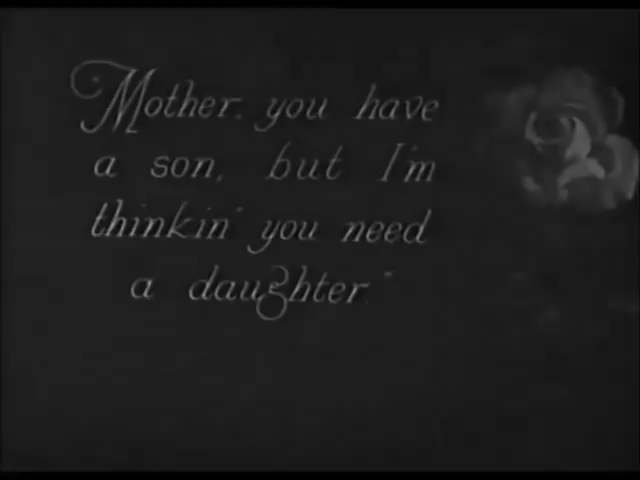 Mother, you have
a son, but I'm
thinkin' you need
a daughter."